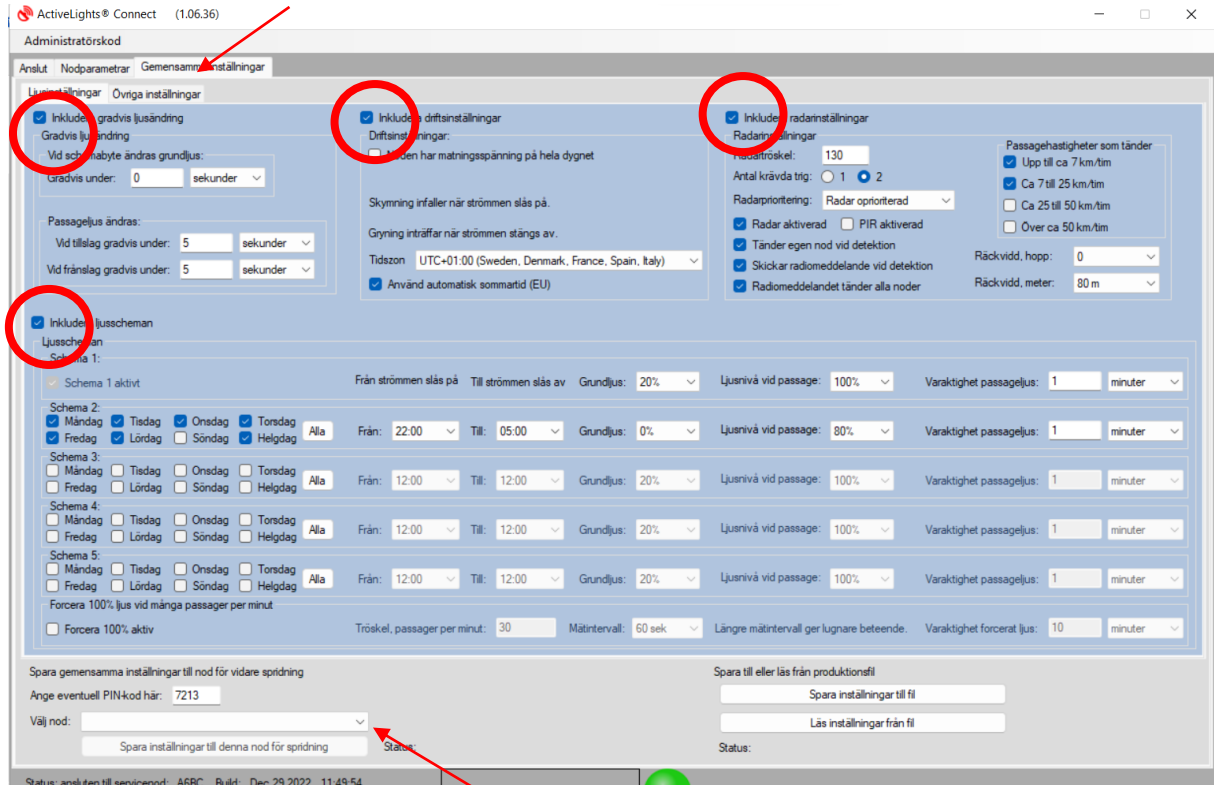 ActiveLights® Connect (1.06.36)
Administratörskod
Anslut Nodparametrar Gemensamma inställningar
Ljusinställningar Övriga inställningar
Inkludera gradvis ljusändring
Gradvis ljusändring
Vid schemabyte ändras grundljus:
Gradvis under: 0 sekunder
Passageljus ändras:
Vid tillslag gradvis under: 5 sekunder
Vid frånslag gradvis under: 5 sekunder
Inkludera driftsinställningar
Driftsinställningar:
Noden har matningsspänning på hela dygnet
Skymning infaller när strömmen slås på.
Gryning inträffar när strömmen stängs av.
Tidszon UTC+01:00 (Sweden, Denmark, France, Spain, Italy)
Använd automatisk sommartid (EU)
Inkludera radarinställningar
Radarinställningar
Radartröskel: 130
Antal krävda trig: 1 2
Radarprioritering: Radar oprioriterad
Radar aktiverad PIR aktiverad
Tänder egen nod vid detektion
Skickar radiomeddelande vid detektion
Radiomeddelandet tänder alla noder
Passagehastigheter som tänder
Upp till ca 7 km/tim
Ca 7 till 25 km/tim
Ca 25 till 50 km/tim
Över ca 50 km/tim
Räckvidd, hopp: 0
Räckvidd, meter: 80 m
Inkludera ljusscheman
Ljusscheman
Schema 1:
Schema 1 aktivt Från strömmen slås på Till strömmen slås av Grundljus: 20% Ljusnivå vid passage: 100% Varaktighet passageljus: 1 minuter
Schema 2:
Måndag Tisdag Onsdag Torsdag
Fredag Lördag Söndag Helgdag Alla Från: 22:00 Till: 05:00 Grundljus: 0% Ljusnivå vid passage: 80% Varaktighet passageljus: 1 minuter
Schema 3:
Måndag Tisdag Onsdag Torsdag
Fredag Lördag Söndag Helgdag Alla Från: 12:00 Till: 12:00 Grundljus: 20% Ljusnivå vid passage: 100% Varaktighet passageljus: 1 minuter
Schema 4:
Måndag Tisdag Onsdag Torsdag
Fredag Lördag Söndag Helgdag Alla Från: 12:00 Till: 12:00 Grundljus: 20% Ljusnivå vid passage: 100% Varaktighet passageljus: 1 minuter
Schema 5:
Måndag Tisdag Onsdag Torsdag
Fredag Lördag Söndag Helgdag Alla Från: 12:00 Till: 12:00 Grundljus: 20% Ljusnivå vid passage: 100% Varaktighet passageljus: 1 minuter
Forcera 100% ljus vid många passager per minut
Forcera 100% aktiv Tröskel, passager per minut: 30 Mätintervall: 60 sek Längre mätintervall ger lugnare beteende. Varaktighet forcerat ljus: 10 minuter
Spara gemensamma inställningar till nod för vidare spridning
Ange eventuell PIN-kod här: 7213
Välj nod:
Spara inställningar till denna nod för spridning Status:
Spara till eller läs från produktionsfil
Spara inställningar till fil
Läs inställningar från fil
Status:
Status: ansluten till servicenod: A6BC Build: Dec 29 2022 11:49:54